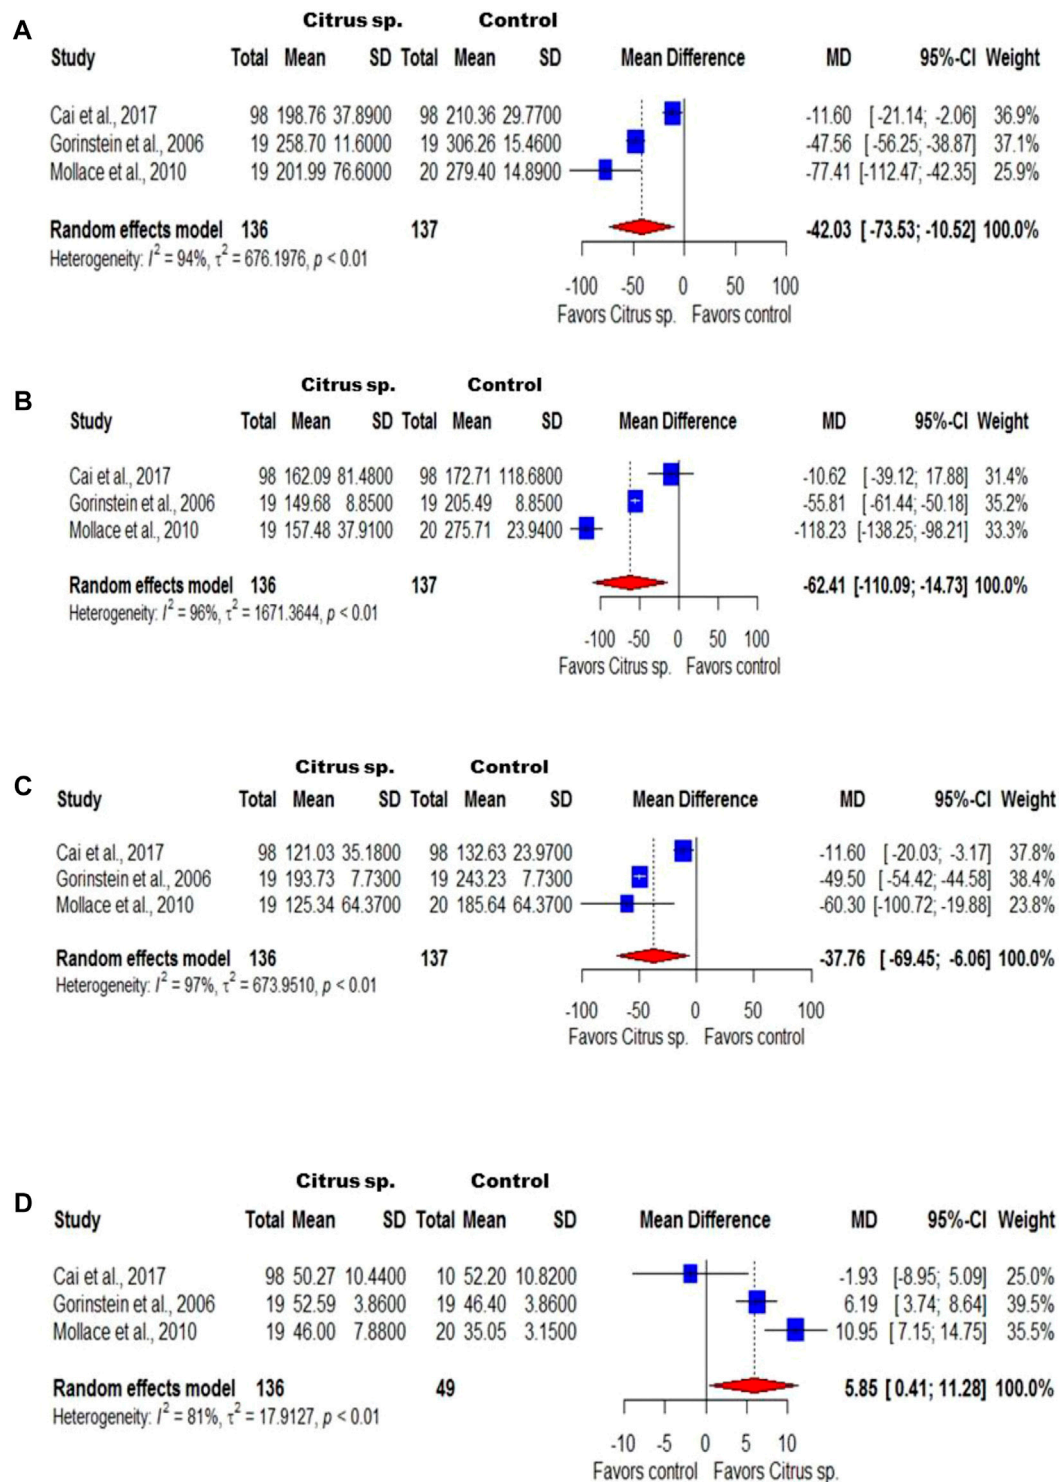 A
Citrus sp. Control
Study Total Mean SD Total Mean SD Mean Difference MD 95%-CI Weight
Cai et al., 2017 98 198.76 37.8900 98 210.36 29.7700 -11.60 [-21.14; -2.06] 36.9%
Gorinstein et al., 2006 19 258.70 11.6000 19 306.26 15.4600 -47.56 [-56.25; -38.87] 37.1%
Mollace et al., 2010 19 201.99 76.6000 20 279.40 14.8900 -77.41 [-112.47; -42.35] 25.9%
Random effects model 136 137 -42.03 [-73.53; -10.52] 100.0%
Heterogeneity: I² = 94%, τ² = 676.1976, p < 0.01
-100 -50 0 50 100
Favors Citrus sp. Favors control
B
Citrus sp. Control
Study Total Mean SD Total Mean SD Mean Difference MD 95%-CI Weight
Cai et al., 2017 98 162.09 81.4800 98 172.71 118.6800 -10.62 [-39.12; 17.88] 31.4%
Gorinstein et al., 2006 19 149.68 8.8500 19 205.49 8.8500 -55.81 [-61.44; -50.18] 35.2%
Mollace et al., 2010 19 157.48 37.9100 20 275.71 23.9400 -118.23 [-138.25; -98.21] 33.3%
Random effects model 136 137 -62.41 [-110.09; -14.73] 100.0%
Heterogeneity: I² = 96%, τ² = 1671.3644, p < 0.01
-100 -50 0 50 100
Favors Citrus sp. Favors control
C
Citrus sp. Control
Study Total Mean SD Total Mean SD Mean Difference MD 95%-CI Weight
Cai et al., 2017 98 121.03 35.1800 98 132.63 23.9700 -11.60 [-20.03; -3.17] 37.8%
Gorinstein et al., 2006 19 193.73 7.7300 19 243.23 7.7300 -49.50 [-54.42; -44.58] 38.4%
Mollace et al., 2010 19 125.34 64.3700 20 185.64 64.3700 -60.30 [-100.72; -19.88] 23.8%
Random effects model 136 137 -37.76 [-69.45; -6.06] 100.0%
Heterogeneity: I² = 97%, τ² = 673.9510, p < 0.01
-100 -50 0 50 100
Favors Citrus sp. Favors control
D
Citrus sp. Control
Study Total Mean SD Total Mean SD Mean Difference MD 95%-CI Weight
Cai et al., 2017 98 50.27 10.4400 10 52.20 10.8200 -1.93 [-8.95; 5.09] 25.0%
Gorinstein et al., 2006 19 52.59 3.8600 19 46.40 3.8600 6.19 [3.74; 8.64] 39.5%
Mollace et al., 2010 19 46.00 7.8800 20 35.05 3.1500 10.95 [7.15; 14.75] 35.5%
Random effects model 136 49 5.85 [0.41; 11.28] 100.0%
Heterogeneity: I² = 81%, τ² = 17.9127, p < 0.01
-10 -5 0 5 10
Favors control Favors Citrus sp.